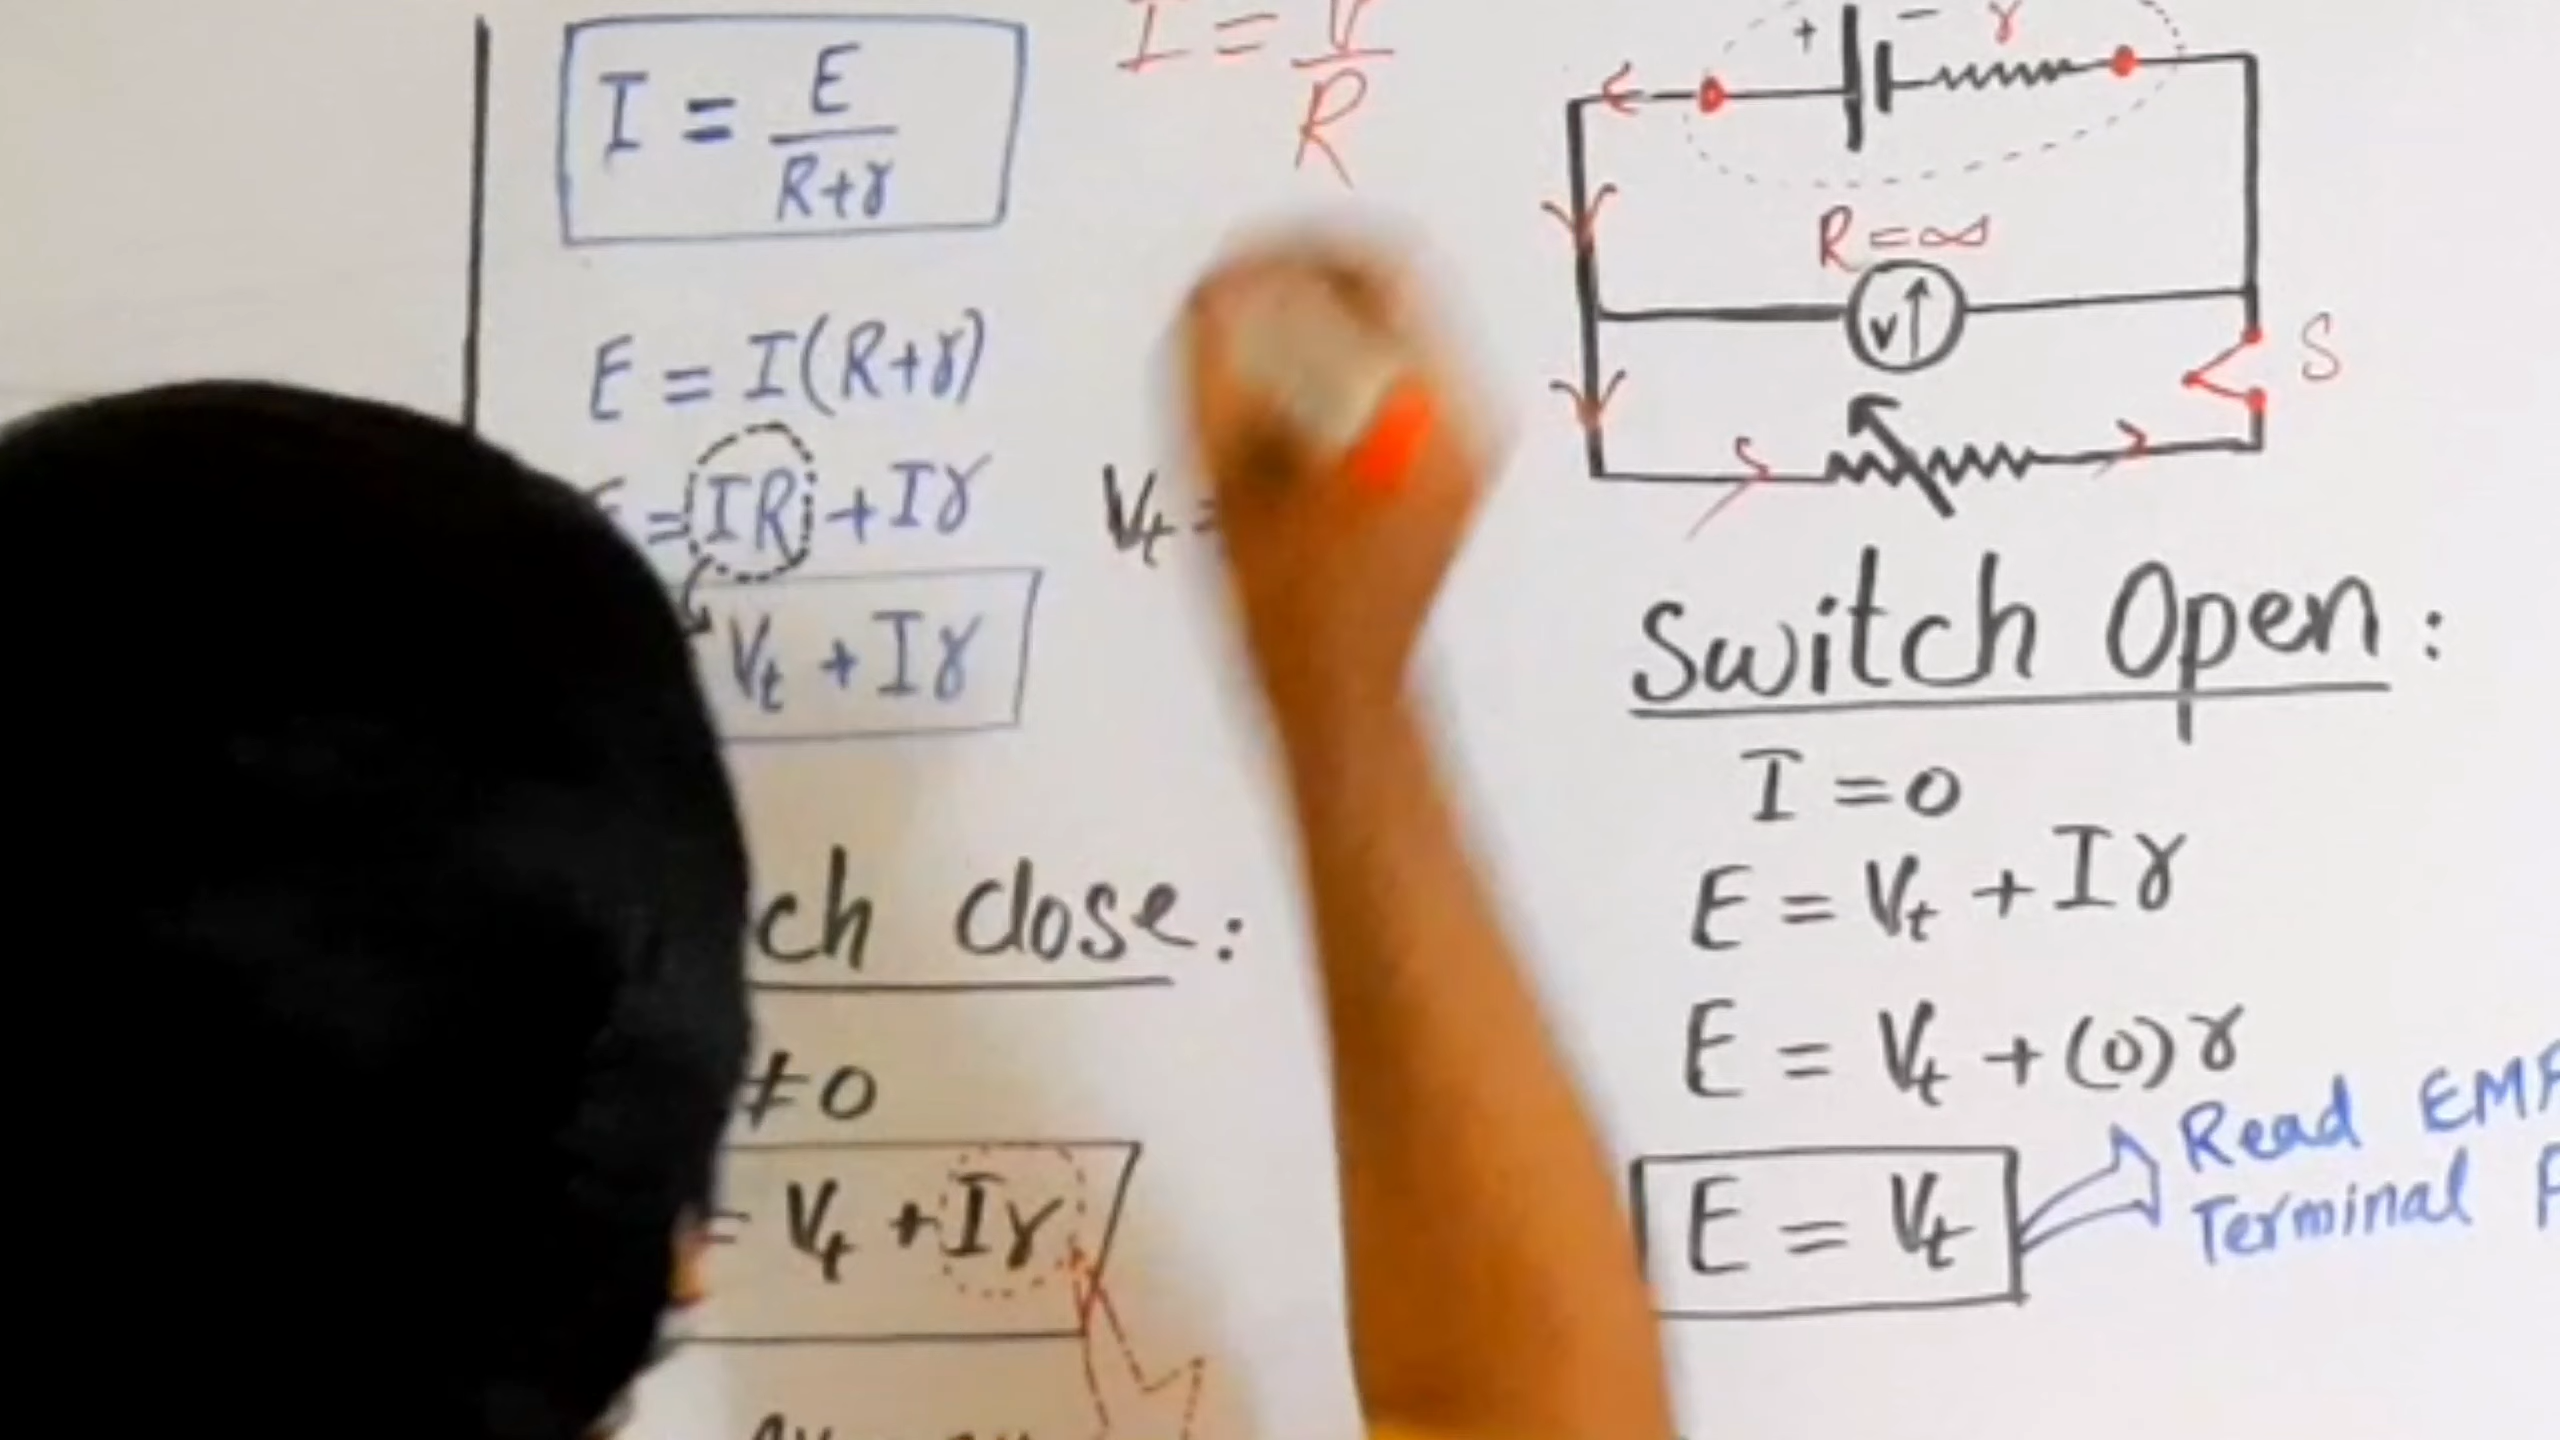 I = E/(R+r)
E = I(R+r)
= IR + Ir
Vt + Ir
ch close:
≠ 0
= Vt + Ir
I = V/R
Vt =
+ − r
R = ∞
V
S
Switch Open:
I = 0
E = Vt + Ir
E = Vt + (0)r
E = Vt
Read EM
Terminal